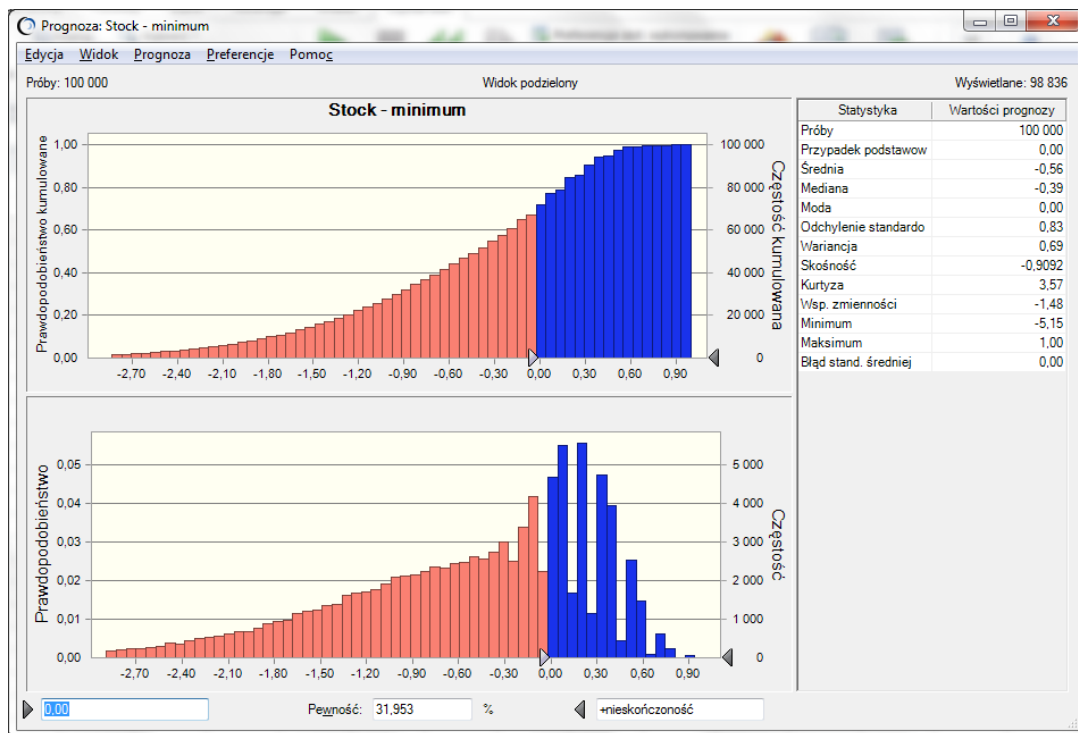 Prognoza: Stock - minimum
Edycja Widok Prognoza Preferencje Pomoc
Próby: 100 000 Widok podzielony Wyświetlane: 98 836
Stock - minimum
Prawdopodobieństwo kumulowane
1,00
0,80
0,60
0,40
0,20
0,00
100 000
80 000
60 000
40 000
20 000
0
Częstość kumulowana
-2,70 -2,40 -2,10 -1,80 -1,50 -1,20 -0,90 -0,60 -0,30 0,00 0,30 0,60 0,90
Prawdopodobieństwo
0,05
0,04
0,03
0,02
0,01
0,00
5 000
4 000
3 000
2 000
1 000
0
Częstość
-2,70 -2,40 -2,10 -1,80 -1,50 -1,20 -0,90 -0,60 -0,30 0,00 0,30 0,60 0,90
Statystyka Wartości prognozy
Próby 100 000
Przypadek podstawow 0,00
Średnia -0,56
Mediana -0,39
Moda 0,00
Odchylenie standardo 0,83
Wariancja 0,69
Skośność -0,9092
Kurtyza 3,57
Wsp. zmienności -1,48
Minimum -5,15
Maksimum 1,00
Błąd stand. średniej 0,00
0,00 Pewność: 31,953 % +nieskończoność